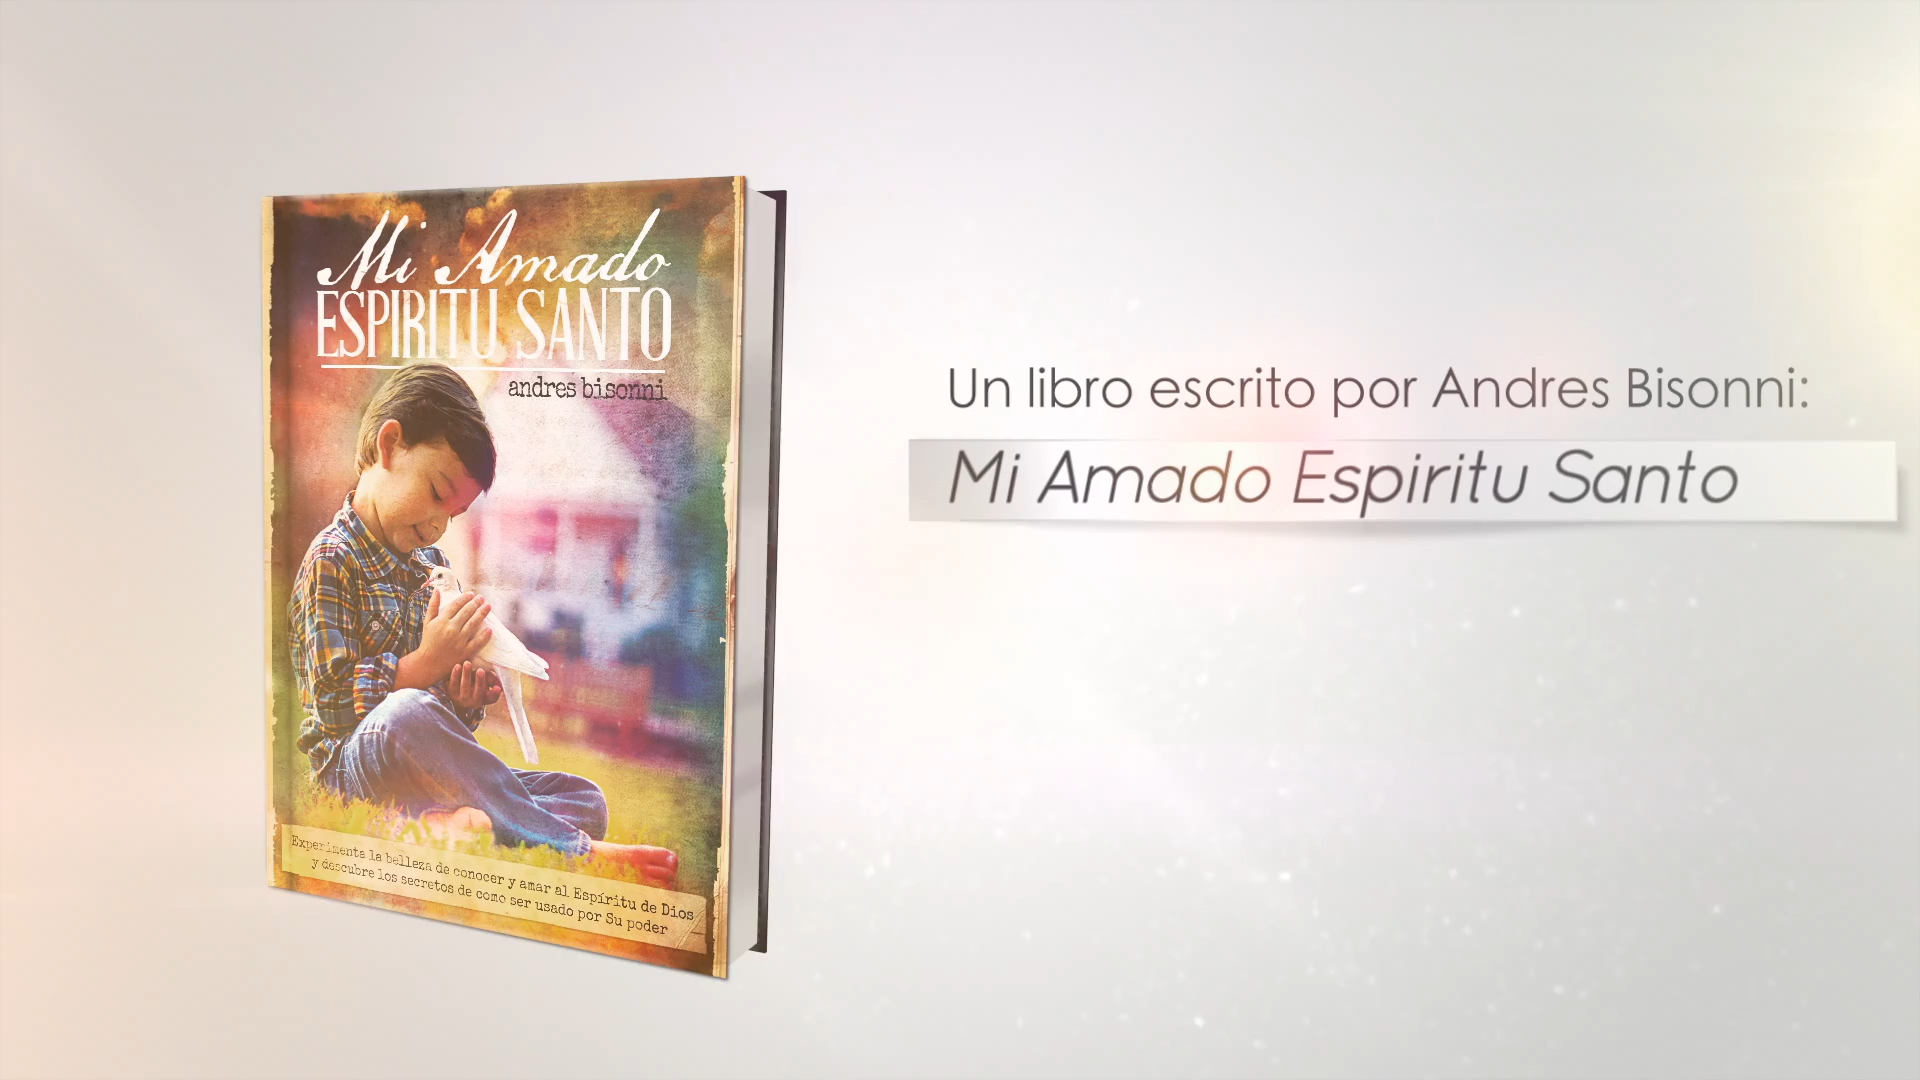 Mi Amado
ESPIRITU SANTO
andres bisonni
Experimenta la belleza de conocer y amar al Espíritu de Dios
y descubre los secretos de como ser usado por Su poder
Un libro escrito por Andres Bisonni:
Mi Amado Espiritu Santo